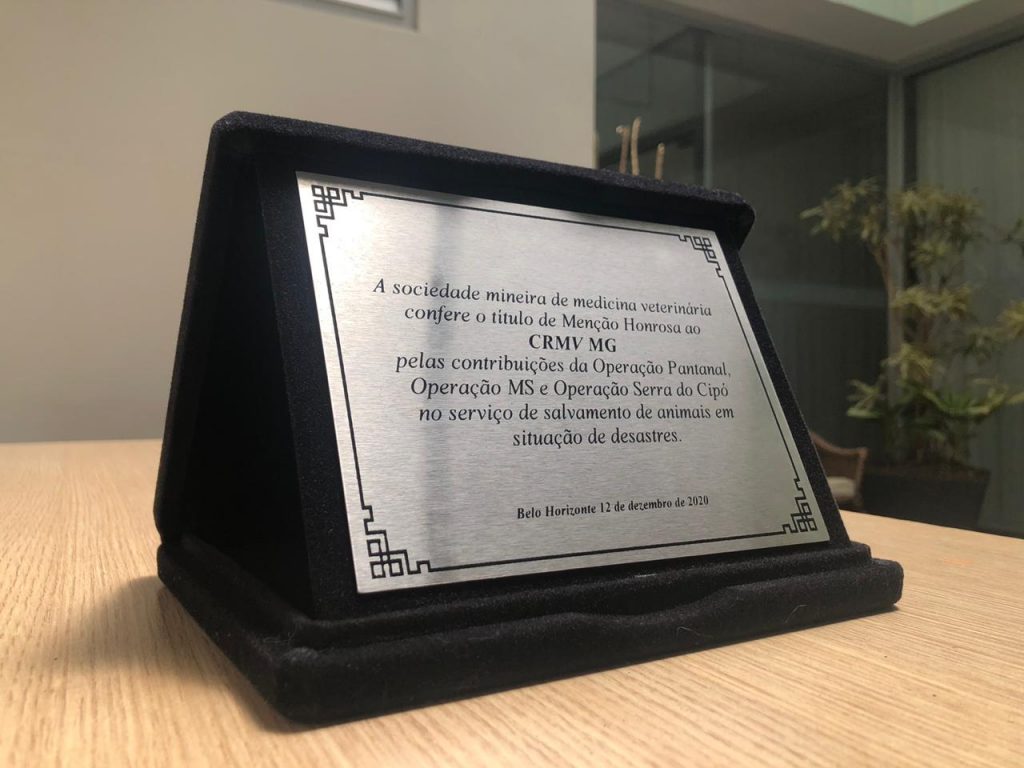 A sociedade mineira de medicina veterinária
confere o titulo de Menção Honrosa ao
CRMV MG
pelas contribuições da Operação Pantanal,
Operação MS e Operação Serra do Cipó
no serviço de salvamento de animais em
situação de desastres.
Belo Horizonte 12 de dezembro de 2020